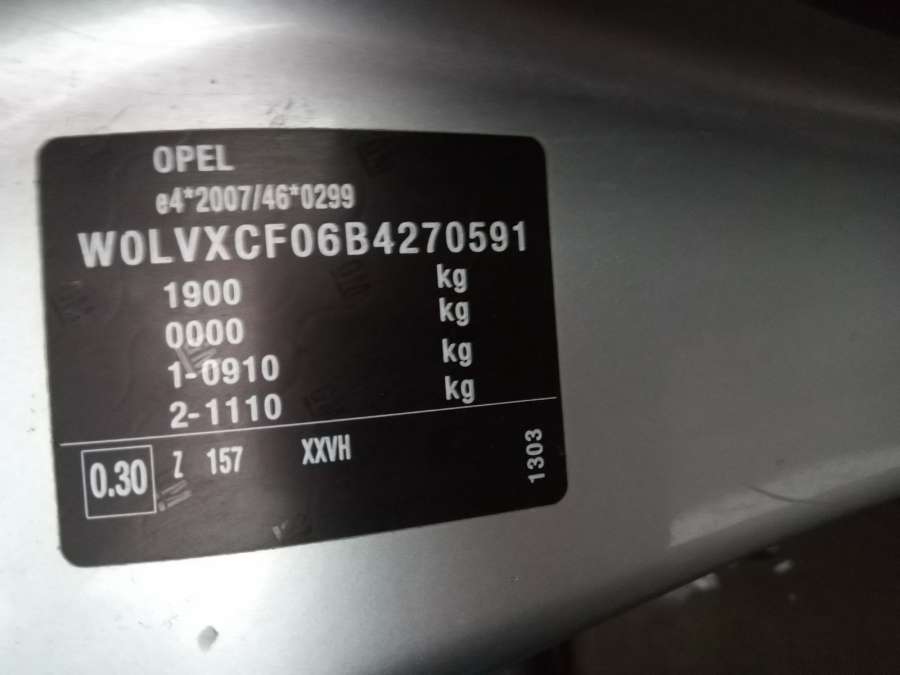 OPEL
e4*2007/46*0299
W0LVXCF06B4270591
1900 kg
0000 kg
1-0910 kg
2-1110 kg
0.30 Z 157 XXVH
1303